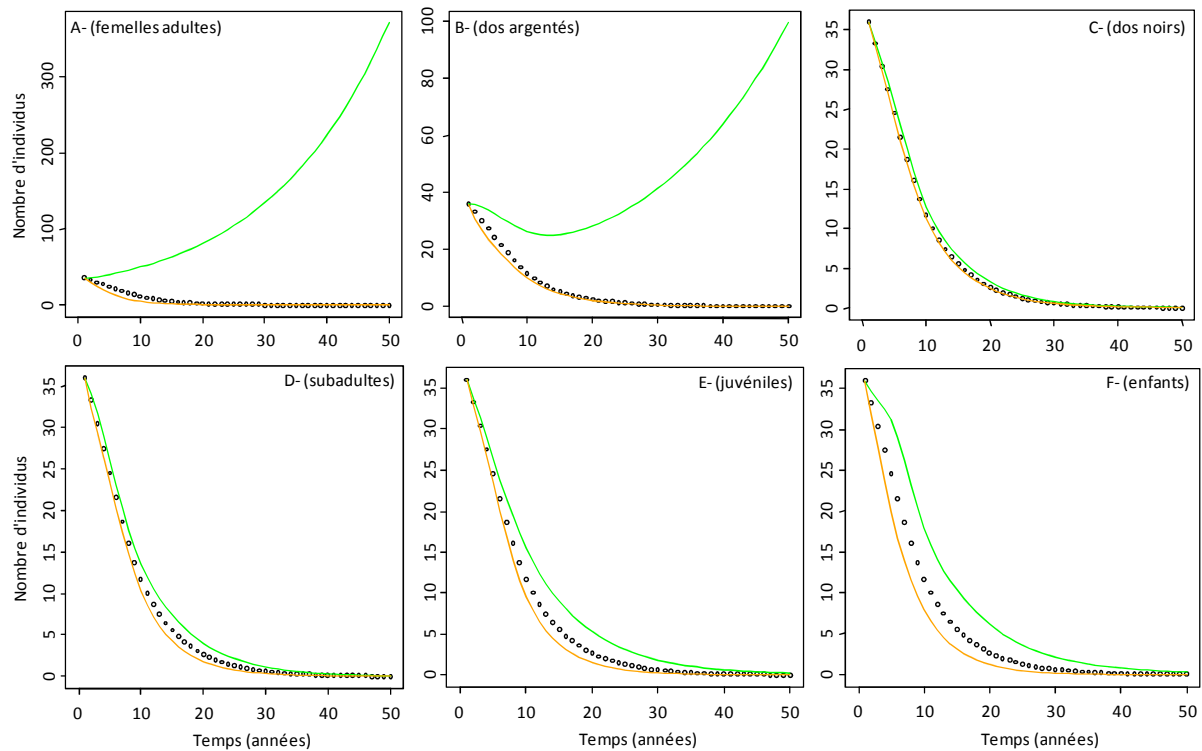 A- (femelles adultes)
B- (dos argentés)
C- (dos noirs)
Nombre d'individus
0 100 200 300
0 20 40 60 80 100
0 5 10 15 20 25 30 35
0 10 20 30 40 50
0 10 20 30 40 50
0 10 20 30 40 50
D- (subadultes)
E- (juvéniles)
F- (enfants)
Nombre d'individus
0 5 10 15 20 25 30 35
0 5 10 15 20 25 30 35
0 5 10 15 20 25 30 35
0 10 20 30 40 50
0 10 20 30 40 50
0 10 20 30 40 50
Temps (années)
Temps (années)
Temps (années)